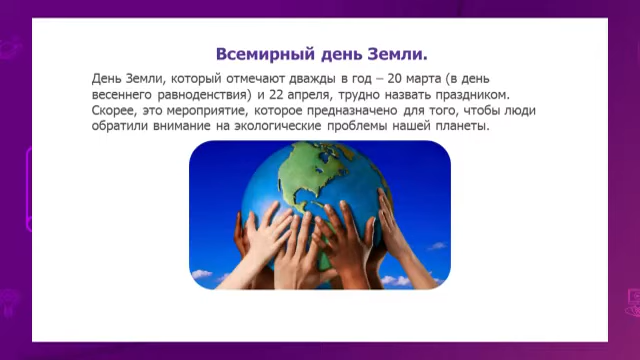 Всемирный день Земли.
День Земли, который отмечают дважды в год – 20 марта (в день
весеннего равноденствия) и 22 апреля, трудно назвать праздником.
Скорее, это мероприятие, которое предназначено для того, чтобы люди
обратили внимание на экологические проблемы нашей планеты.